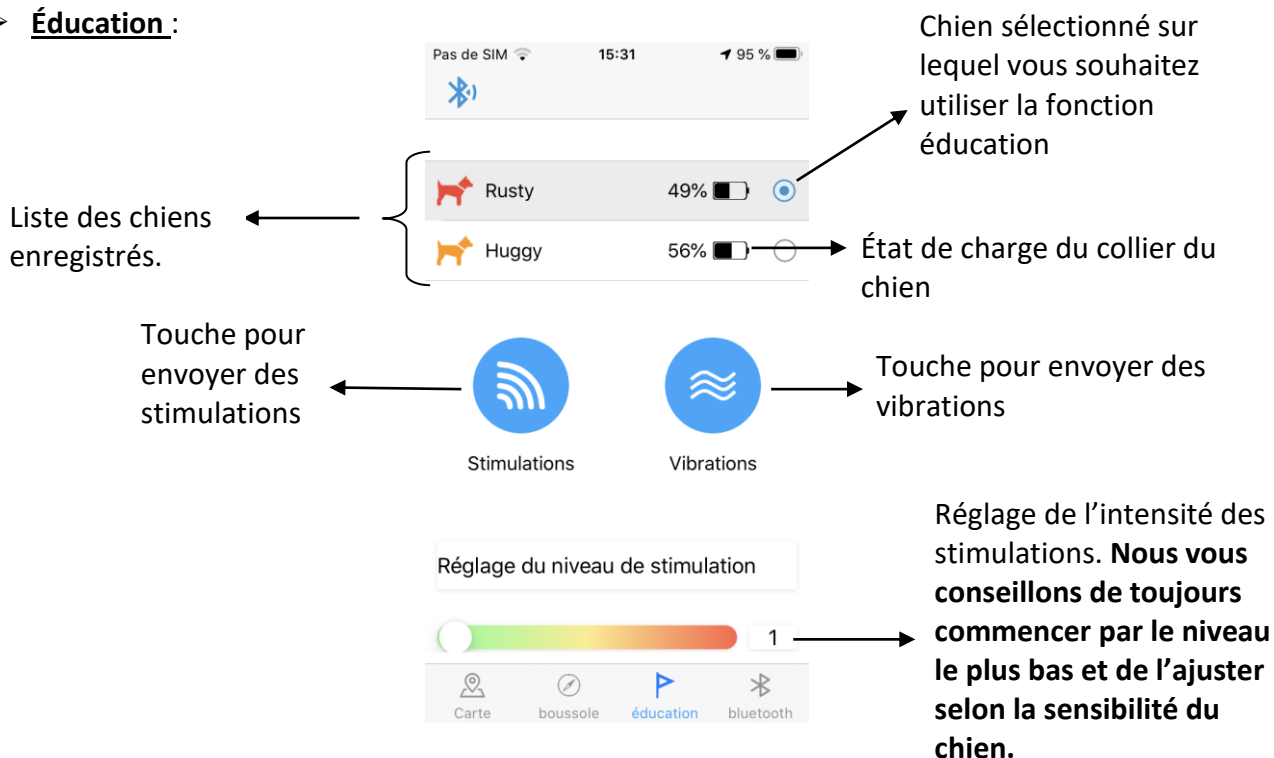 ➢ Éducation :
Chien sélectionné sur
lequel vous souhaitez
utiliser la fonction
éducation
Pas de SIM 15:31 95 %
Liste des chiens
enregistrés.
Rusty 49%
Huggy 56%
État de charge du collier du
chien
Touche pour
envoyer des
stimulations
Touche pour envoyer des
vibrations
Stimulations Vibrations
Réglage de l’intensité des
stimulations. Nous vous
conseillons de toujours
commencer par le niveau
le plus bas et de l’ajuster
selon la sensibilité du
chien.
Réglage du niveau de stimulation
1
Carte boussole éducation bluetooth